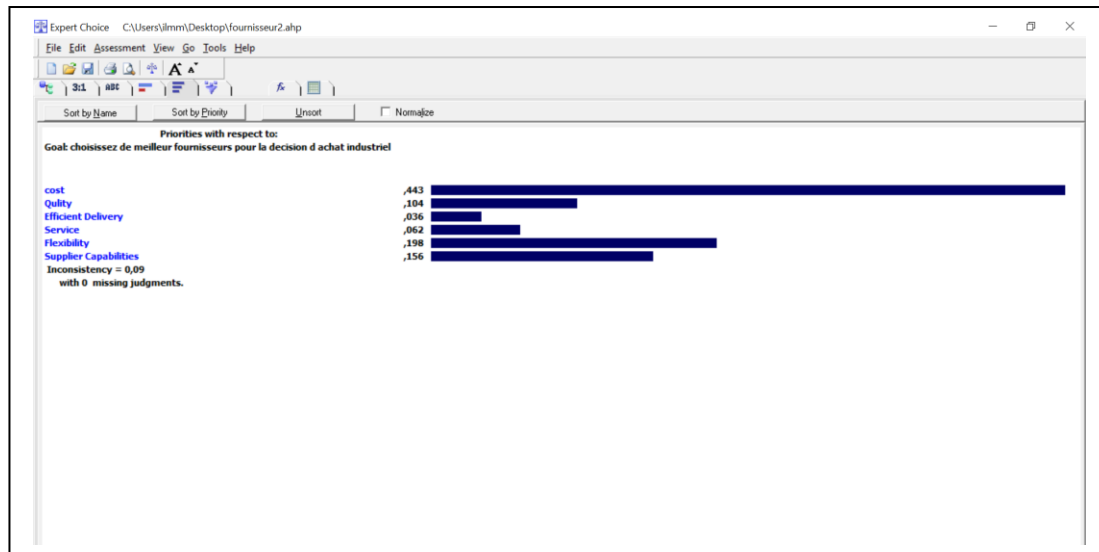 Expert Choice C:\Users\ilmm\Desktop\fournisseur2.ahp
File Edit Assessment View Go Tools Help
A A
3:1 ABC fx
Sort by Name Sort by Priority Unsort Normalize
Priorities with respect to:
Goal: choisissez de meilleur fournisseurs pour la decision d achat industriel
cost ,443
Qulity ,104
Efficient Delivery ,036
Service ,062
Flexibility ,198
Supplier Capabilities ,156
Inconsistency = 0,09
with 0 missing judgments.